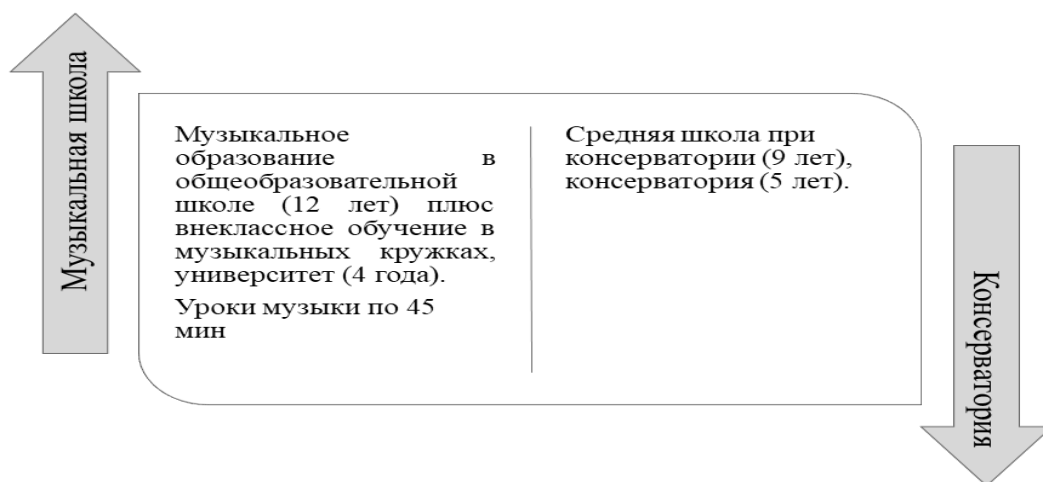 Музыкальная школа
Музыкальное
образование в
общеобразовательной
школе (12 лет) плюс
внеклассное обучение в
музыкальных кружках,
университет (4 года).
Уроки музыки по 45
мин
Средняя школа при
консерватории (9 лет),
консерватория (5 лет).
Консерватория